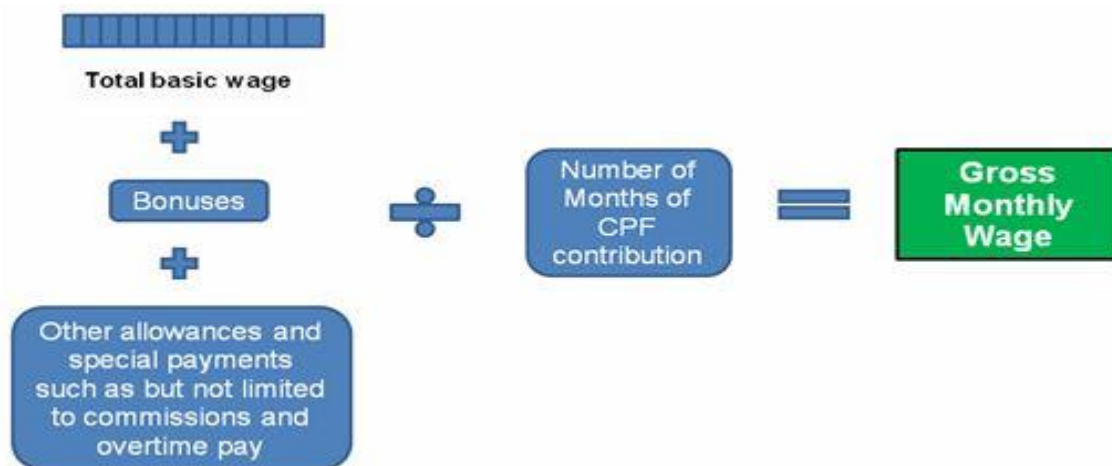 Total basic wage
Bonuses
Other allowances and
special payments
such as but not limited
to commissions and
overtime pay
Number of
Months of
CPF
contribution
Gross
Monthly
Wage